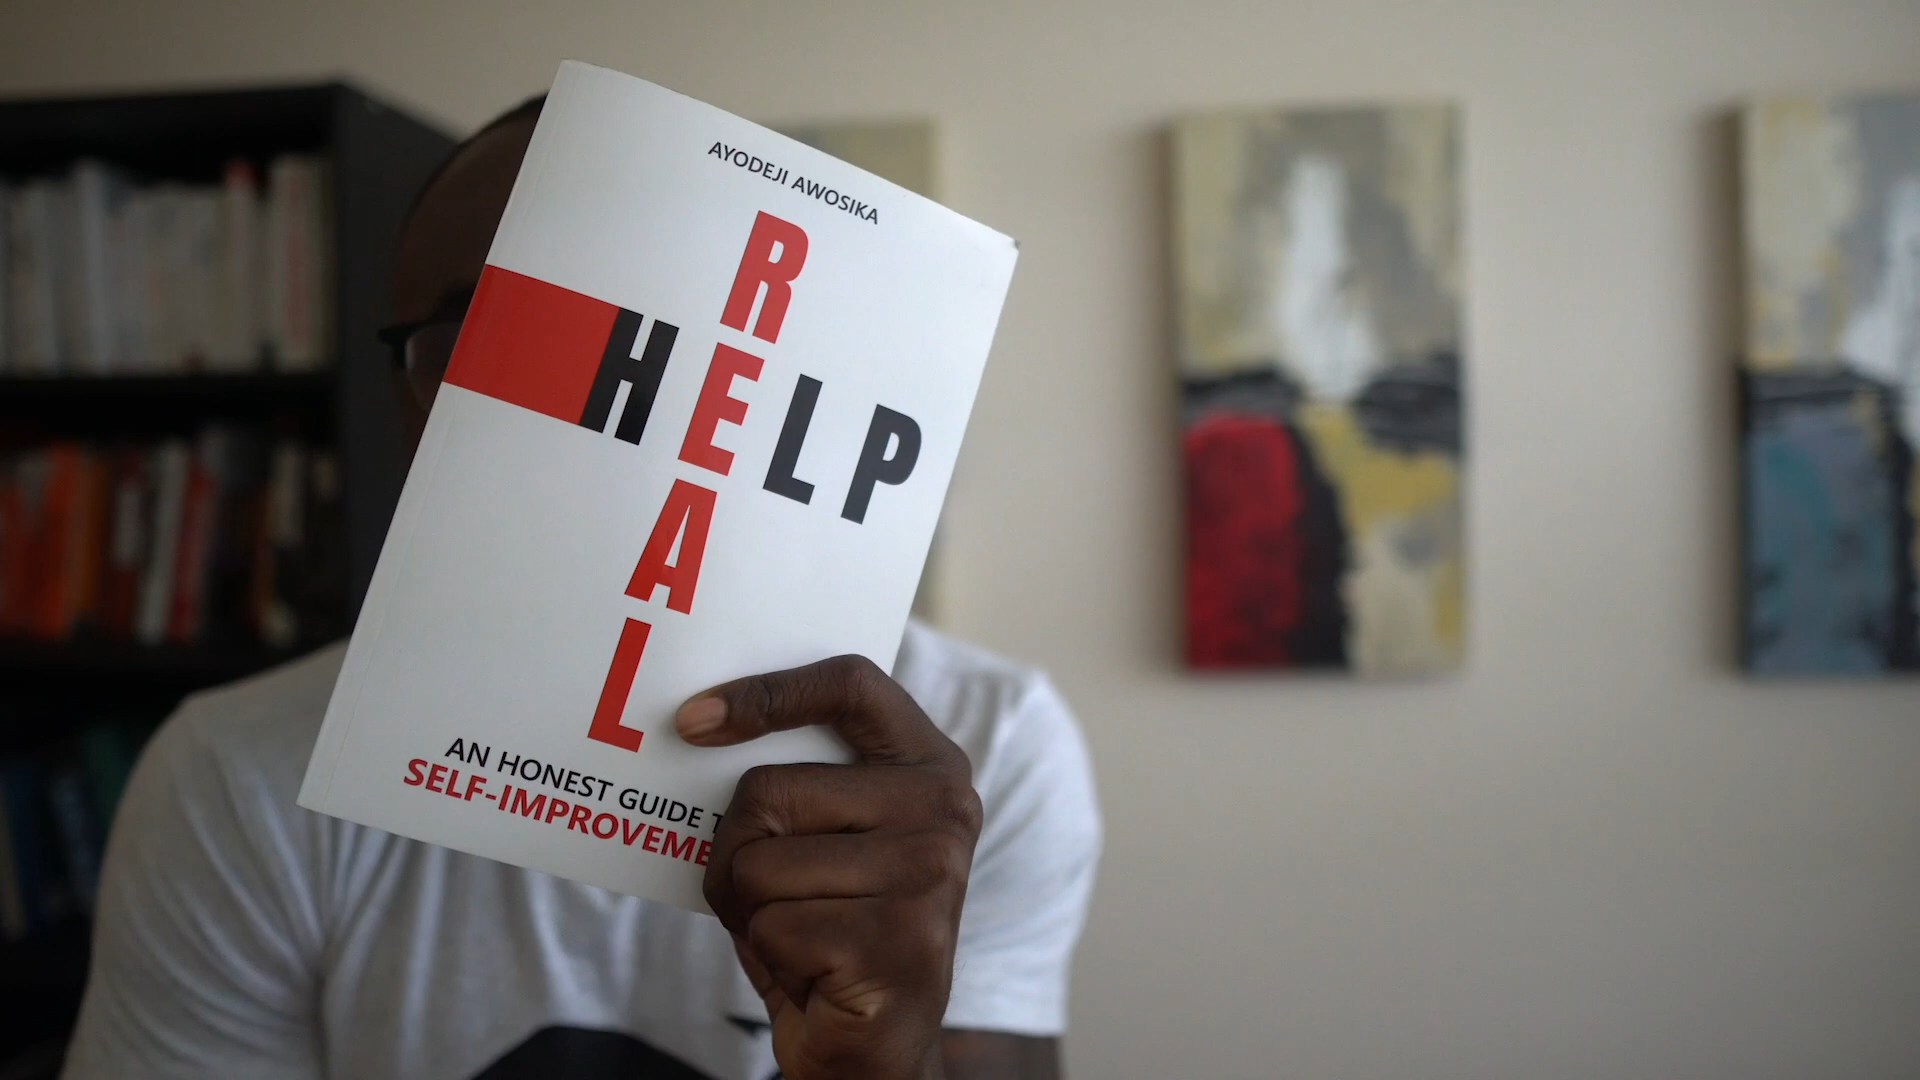 AYODEJI AWOSIKA
REAL
HELP
AN HONEST GUIDE
SELF-IMPROVEME